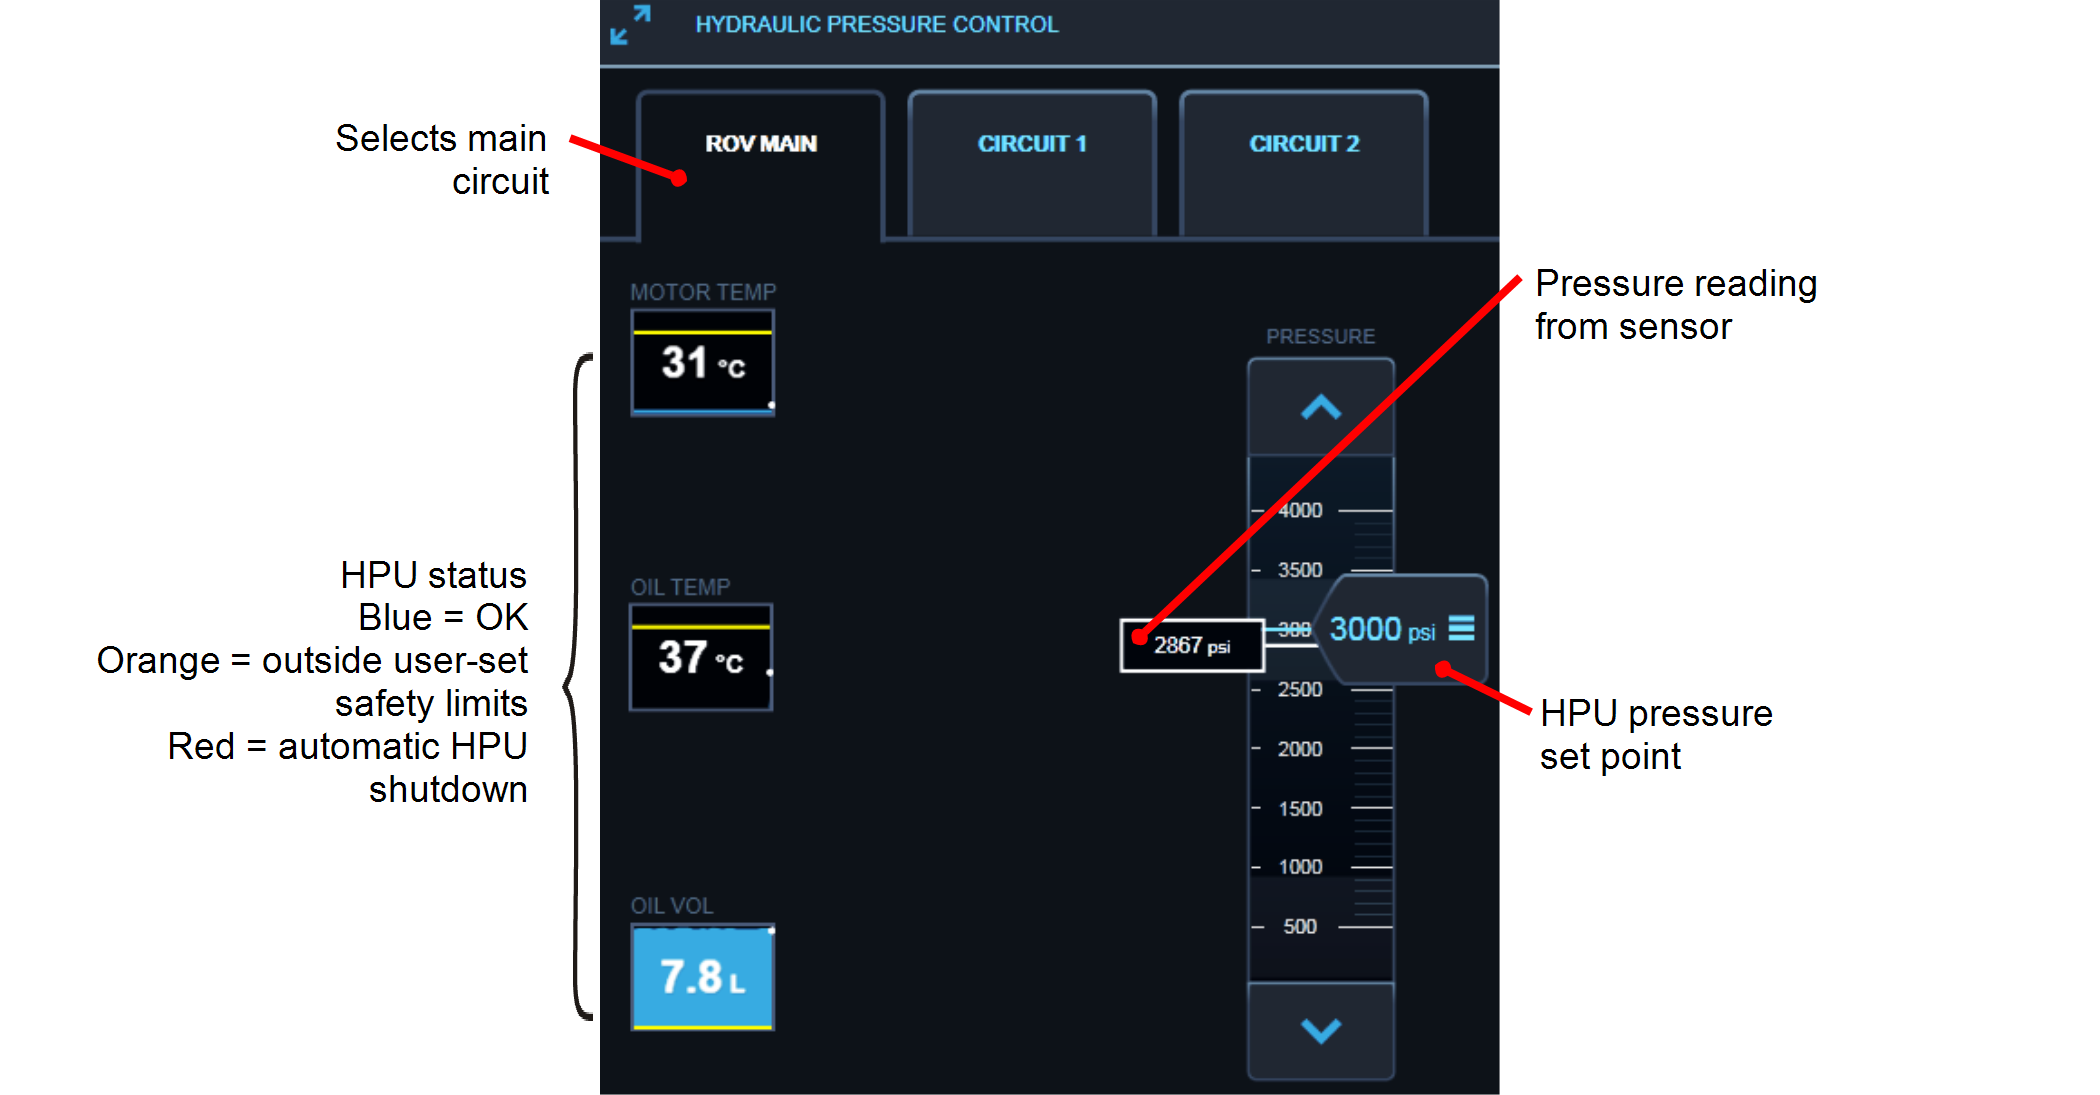 HYDRAULIC PRESSURE CONTROL
Selects main
circuit
ROV MAIN
CIRCUIT 1
CIRCUIT 2
MOTOR TEMP
31 °C
Pressure reading
from sensor
PRESSURE
4000
3500
300
3000 psi
2867 psi
2500
2000
1500
1000
500
OIL TEMP
37 °C
HPU status
Blue = OK
Orange = outside user-set
safety limits
Red = automatic HPU
shutdown
HPU pressure
set point
OIL VOL
7.8 L